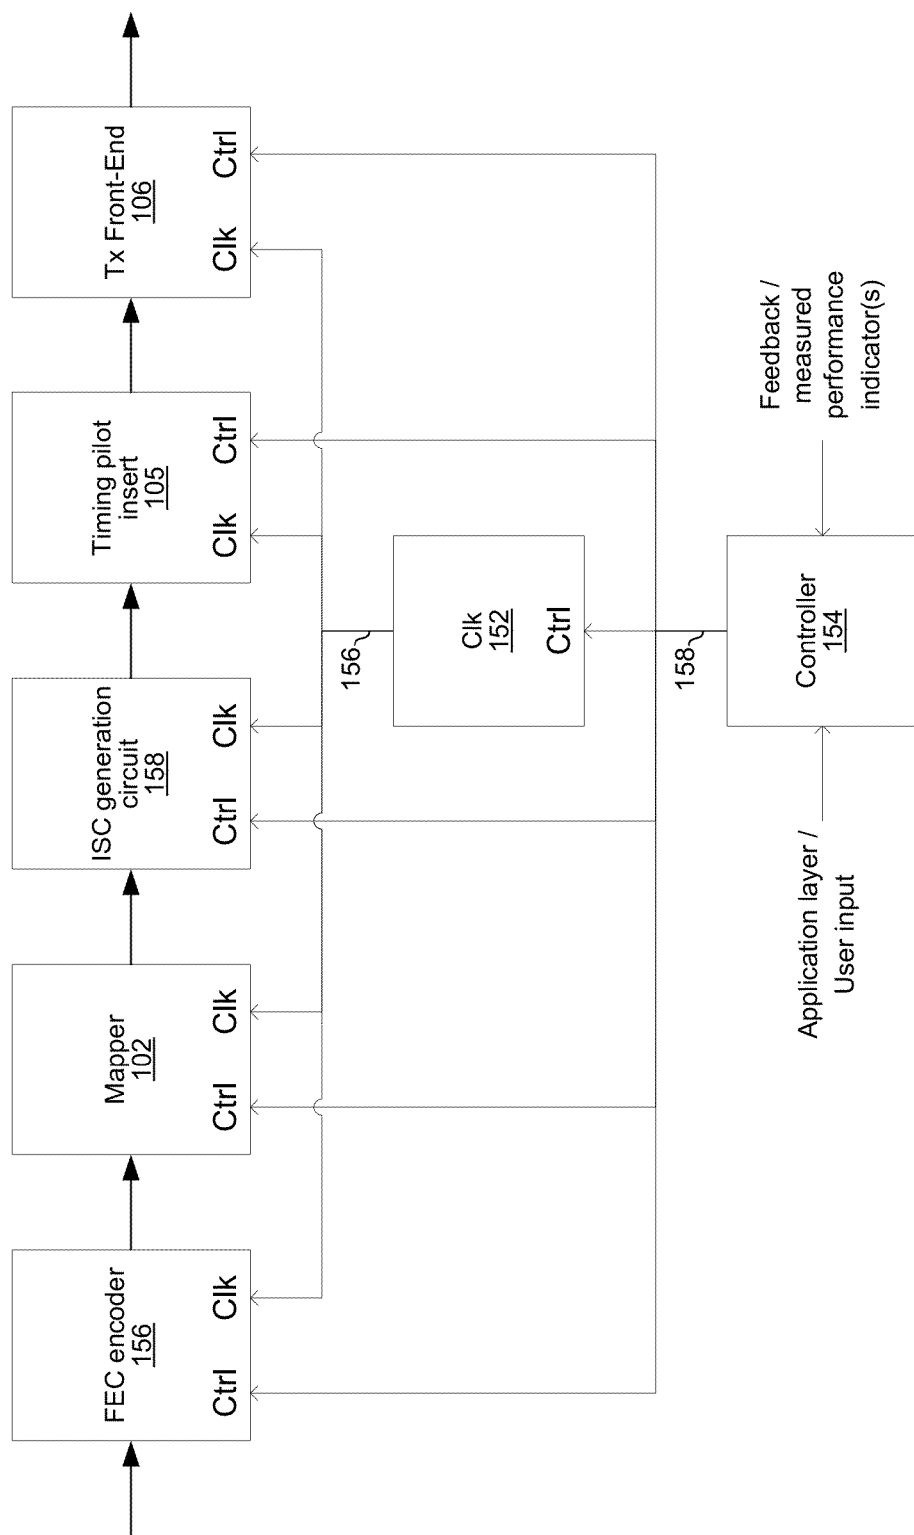 FEC encoder
156
Ctrl
Clk
Mapper
102
Ctrl
Clk
ISC generation
circuit
158
Ctrl
Clk
Timing pilot
insert
105
Clk
Ctrl
Tx Front-End
106
Clk
Ctrl
156
Clk
152
Ctrl
158
Application layer /
User input
Controller
154
Feedback /
measured
performance
indicator(s)